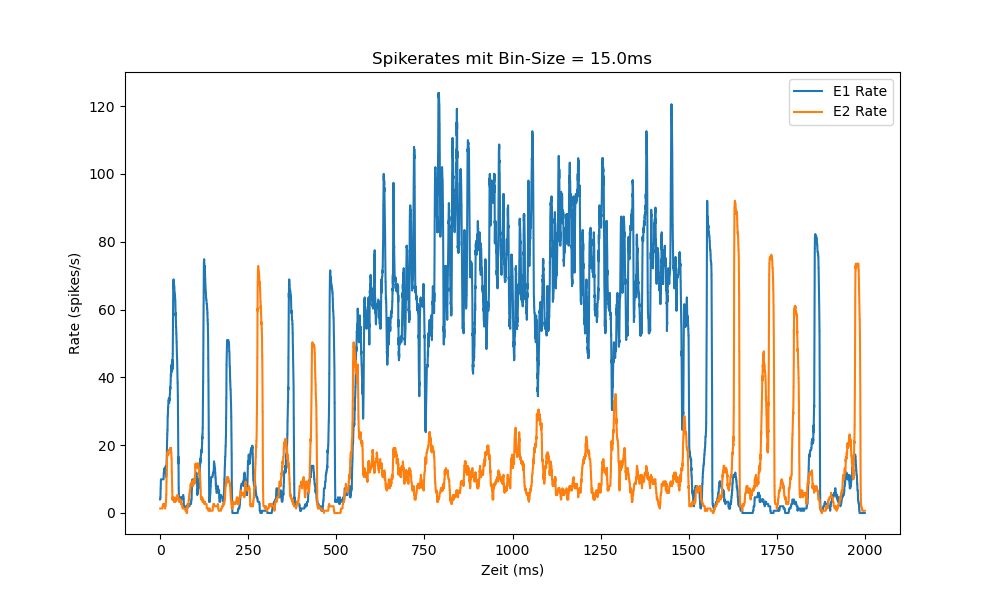 Spikerates mit Bin-Size = 15.0ms
E1 Rate
E2 Rate
Rate (spikes/s)
120
100
80
60
40
20
0
0 250 500 750 1000 1250 1500 1750 2000
Zeit (ms)